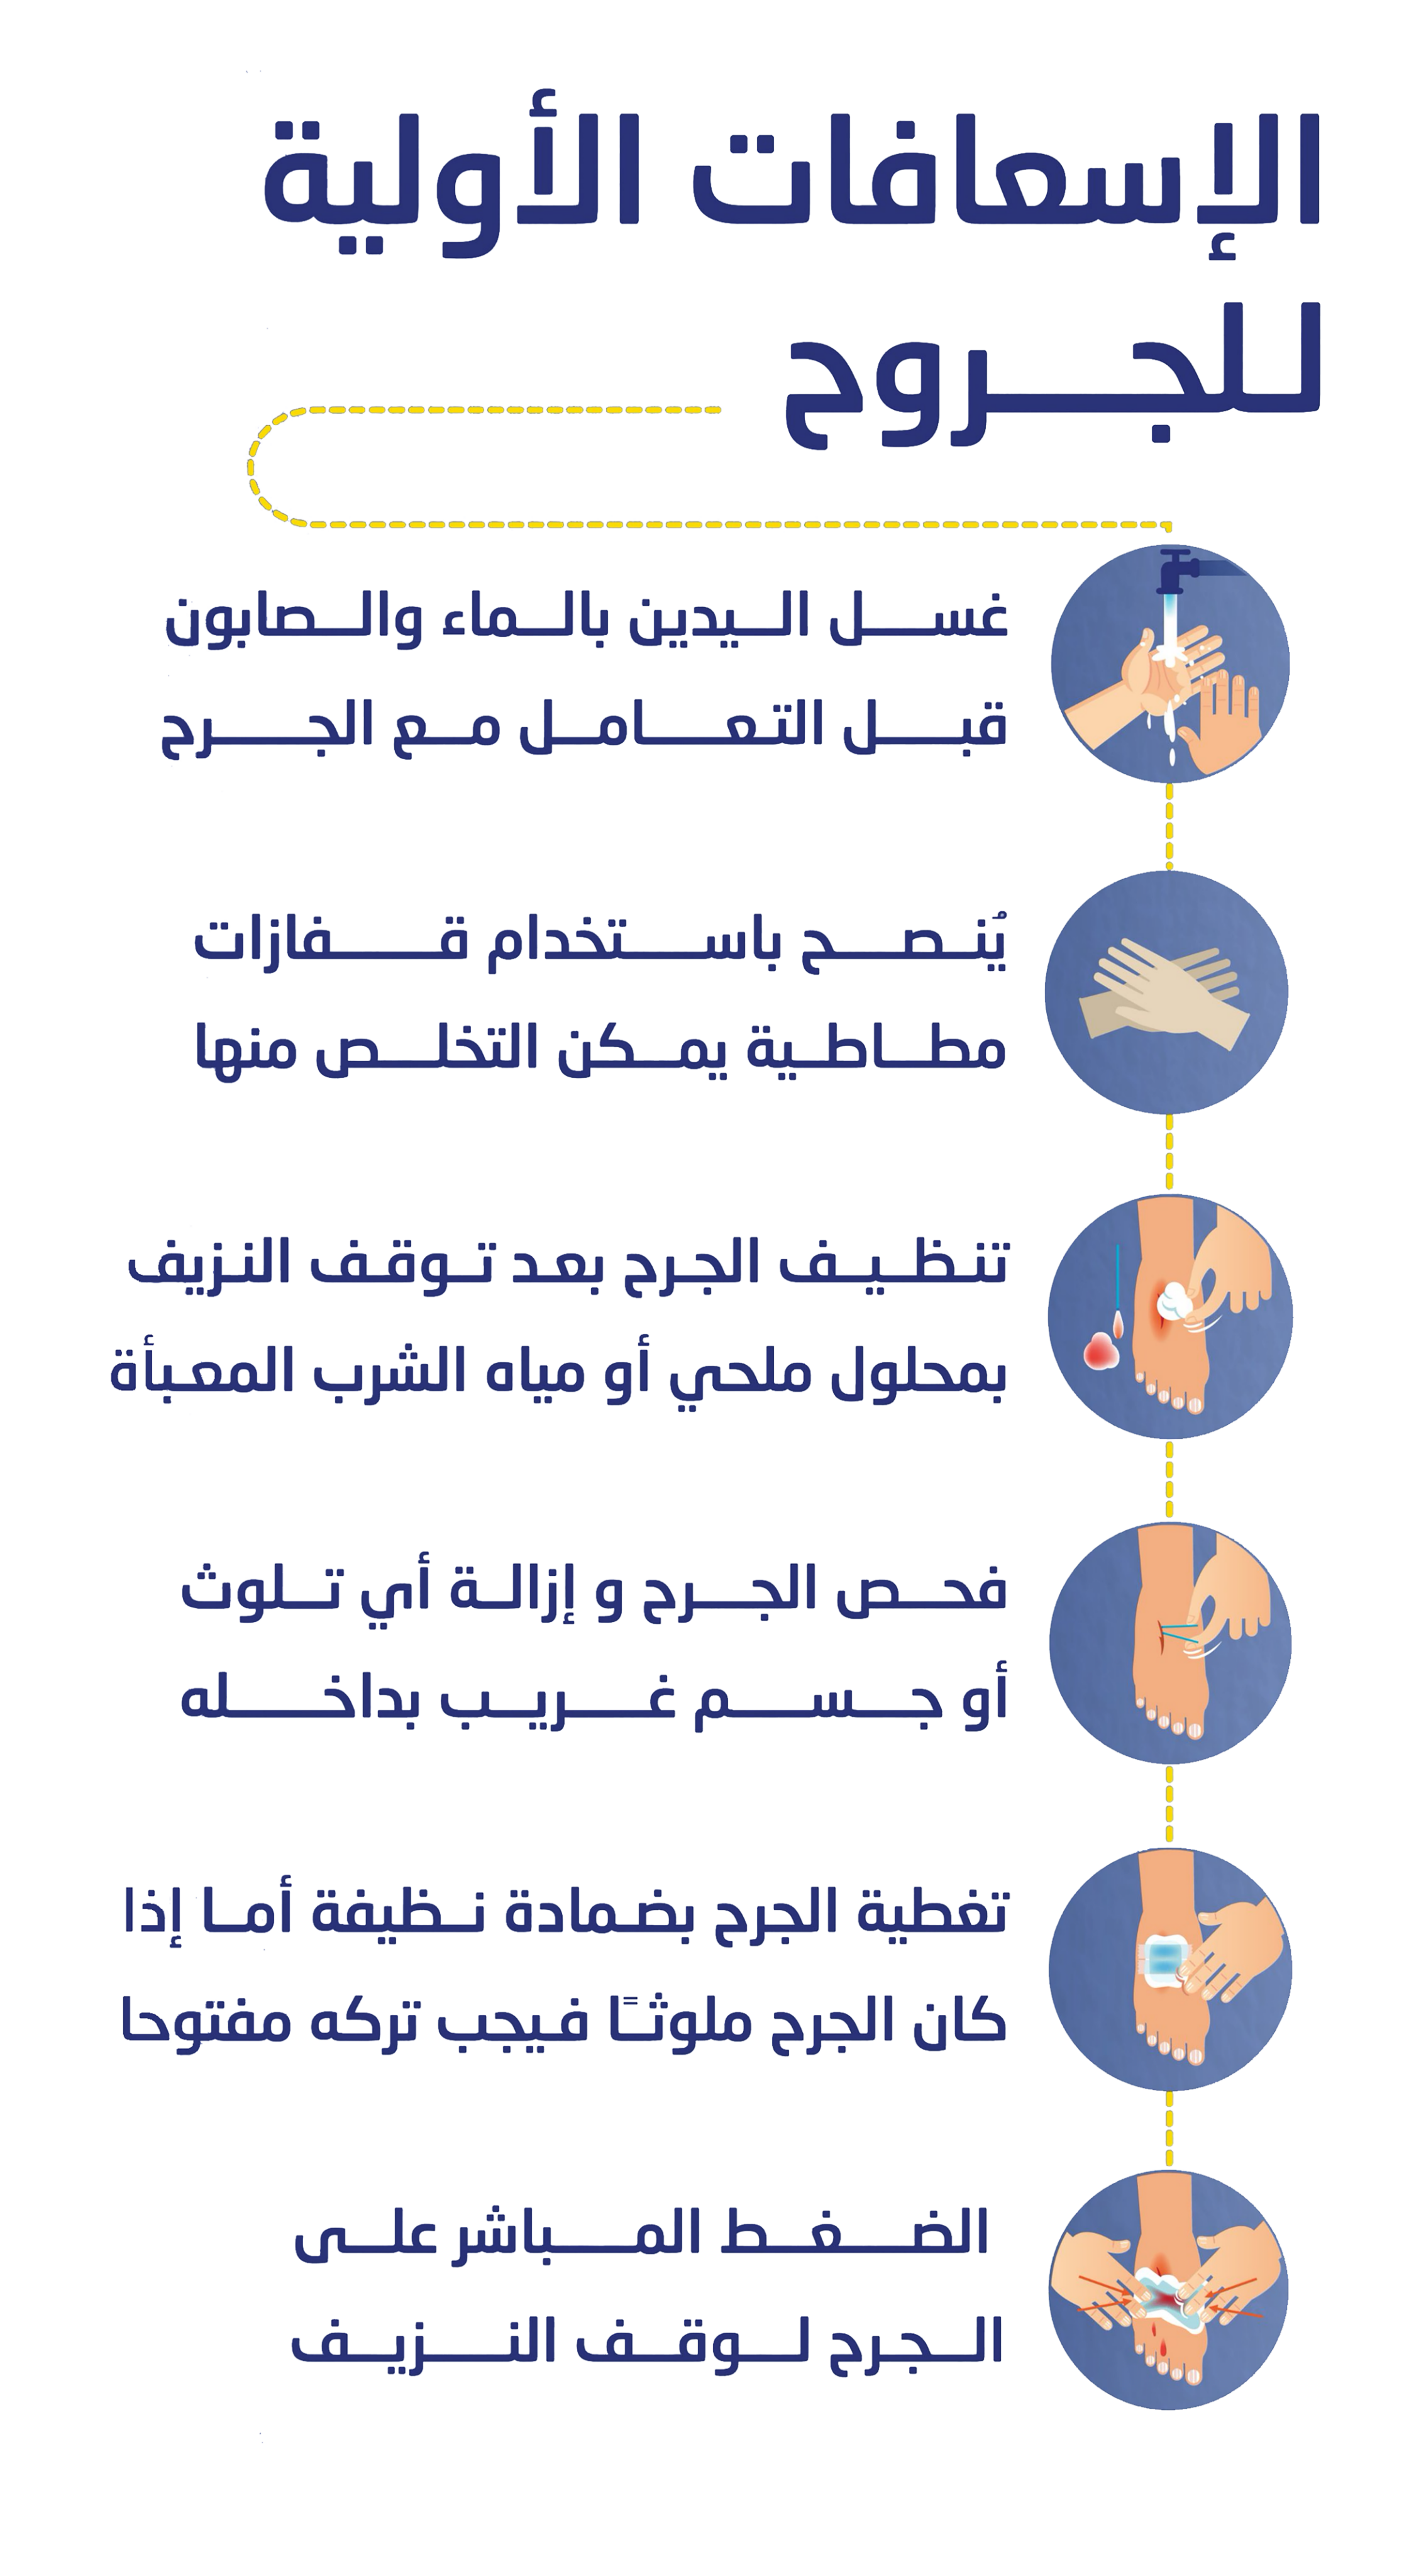 الإسعافات الأولية
للجروح
غسل اليدين بالماء والصابون
قبل التعامل مع الجرح
يُنصح باستخدام قفازات
مطاطية يمكن التخلص منها
تنظيف الجرح بعد توقف النزيف
بمحلول ملحي أو مياه الشرب المعبأة
فحص الجرح و إزالة أي تلوث
أو جسم غريب بداخله
تغطية الجرح بضمادة نظيفة أما إذا
كان الجرح ملوثًا فيجب تركه مفتوحا
الضغط المباشر على
الجرح لوقف النزيف